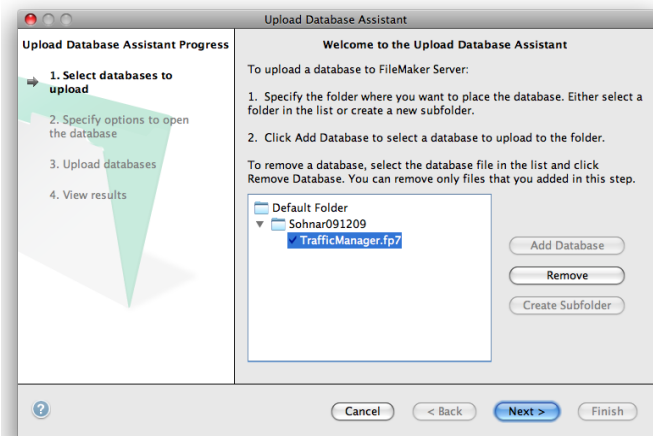 Upload Database Assistant
Upload Database Assistant Progress
1. Select databases to
upload
2. Specify options to open
the database
3. Upload databases
4. View results
Welcome to the Upload Database Assistant
To upload a database to FileMaker Server:
1. Specify the folder where you want to place the database. Either select a
folder in the list or create a new subfolder.
2. Click Add Database to select a database to upload to the folder.
To remove a database, select the database file in the list and click
Remove Database. You can remove only files that you added in this step.
Default Folder
Sohnar091209
TrafficManager.fp7
Add Database
Remove
Create Subfolder
?
Cancel
< Back
Next >
Finish